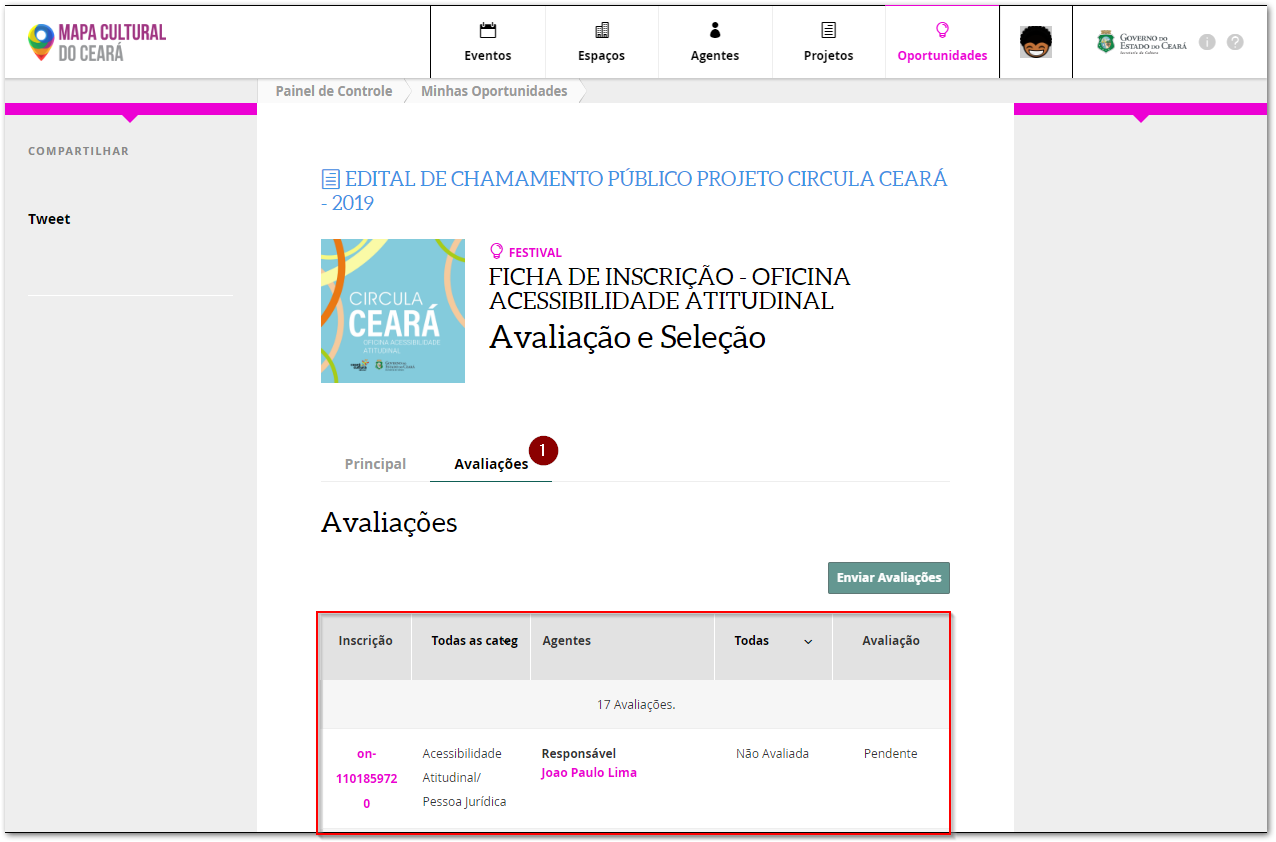 MAPA CULTURAL
DO CEARÁ
Eventos
Espaços
Agentes
Projetos
Oportunidades
GOVERNO DO
ESTADO DO CEARÁ
Secretaria da Cultura
i
?
Painel de Controle
Minhas Oportunidades
COMPARTILHAR
Tweet
EDITAL DE CHAMAMENTO PÚBLICO PROJETO CIRCULA CEARÁ
- 2019
CIRCULA
CEARÁ
OFICINA ACESSIBILIDADE
ATITUDINAL
FESTIVAL
FICHA DE INSCRIÇÃO - OFICINA
ACESSIBILIDADE ATITUDINAL
Avaliação e Seleção
Principal
Avaliações
1
Avaliações
Enviar Avaliações
Inscrição
Todas as categ
Agentes
Todas
Avaliação
17 Avaliações.
on-
110185972
0
Acessibilidade
Atitudinal/
Pessoa Jurídica
Responsável
Joao Paulo Lima
Não Avaliada
Pendente